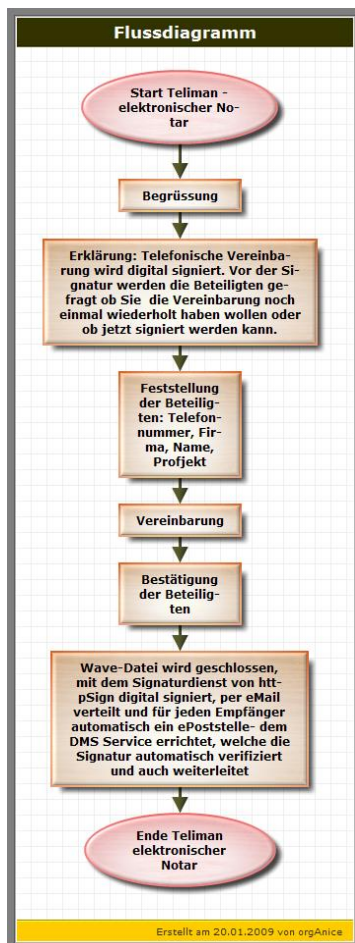 Flussdiagramm
Start Teliman -
elektronischer No-
tar
Begrüssung
Erklärung: Telefonische Vereinba-
rung wird digital signiert. Vor der Si-
gnatur werden die Beteiligten ge-
fragt ob Sie  die Vereinbarung noch
einmal wiederholt haben wollen oder
ob jetzt signiert werden kann.
Feststellung
der Beteilig-
ten: Telefon-
nummer, Fir-
ma, Name,
Profjekt
Vereinbarung
Bestätigung
der Beteilig-
ten
Wave-Datei wird geschlossen,
mit dem Signaturdienst von htt-
pSign digital signiert, per eMail
verteilt und für jeden Empfänger
automatisch ein ePoststelle- dem
DMS Service errichtet, welche die
Signatur automatisch verifiziert
und auch weiterleitet
Ende Teliman
elektronischer
Notar
Erstellt am 20.01.2009 von orgAnice